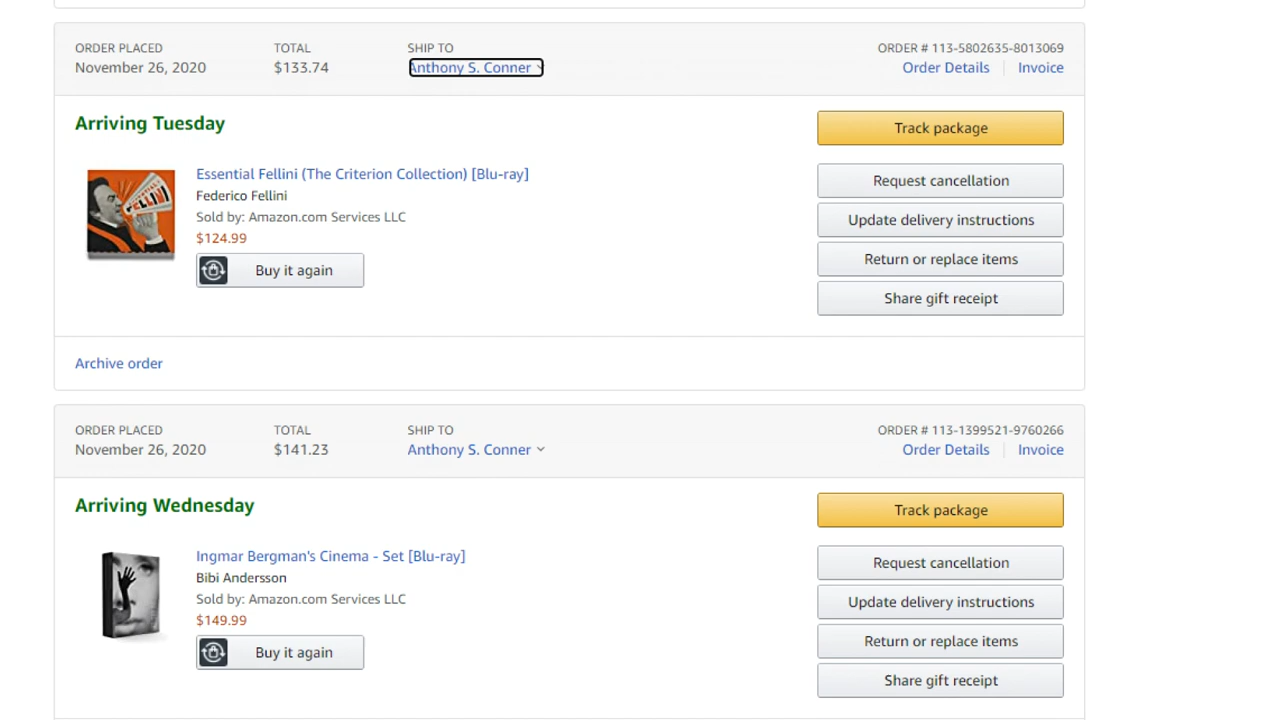 ORDER PLACED TOTAL SHIP TO ORDER # 113-5802635-8013069
November 26, 2020 $133.74 Anthony S. Conner Order Details Invoice
Arriving Tuesday
Track package
Essential Fellini (The Criterion Collection) [Blu-ray]
Request cancellation
Federico Fellini
Sold by: Amazon.com Services LLC
Update delivery instructions
$124.99
Return or replace items
Buy it again
Share gift receipt
FELLINI
Archive order
ORDER PLACED TOTAL SHIP TO ORDER # 113-1399521-9760266
November 26, 2020 $141.23 Anthony S. Conner Order Details Invoice
Arriving Wednesday
Track package
Ingmar Bergman's Cinema - Set [Blu-ray]
Request cancellation
Bibi Andersson
Sold by: Amazon.com Services LLC
Update delivery instructions
$149.99
Return or replace items
Buy it again
Share gift receipt